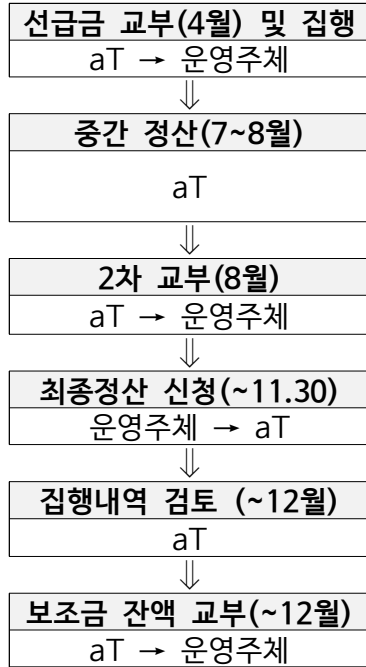 선급금 교부(4월) 및 집행
aT → 운영주체
⇓
중간 정산(7~8월)
aT
⇓
2차 교부(8월)
aT → 운영주체
⇓
최종정산 신청(~11.30)
운영주체 → aT
⇓
집행내역 검토 (~12월)
aT
⇓
보조금 잔액 교부(~12월)
aT → 운영주체